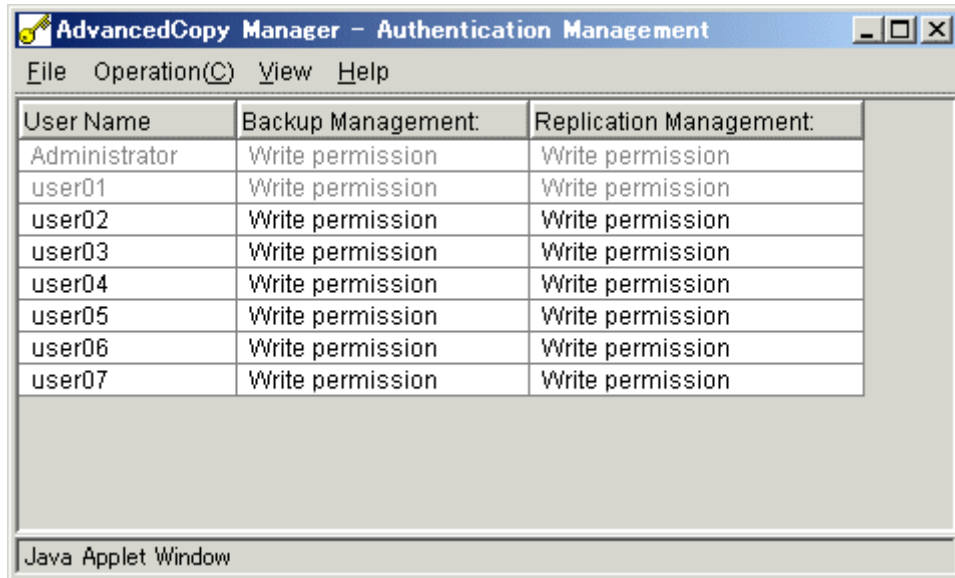 AdvancedCopy Manager - Authentication Management
File Operation(C) View Help
User Name Backup Management: Replication Management:
Administrator Write permission Write permission
user01 Write permission Write permission
user02 Write permission Write permission
user03 Write permission Write permission
user04 Write permission Write permission
user05 Write permission Write permission
user06 Write permission Write permission
user07 Write permission Write permission
Java Applet Window